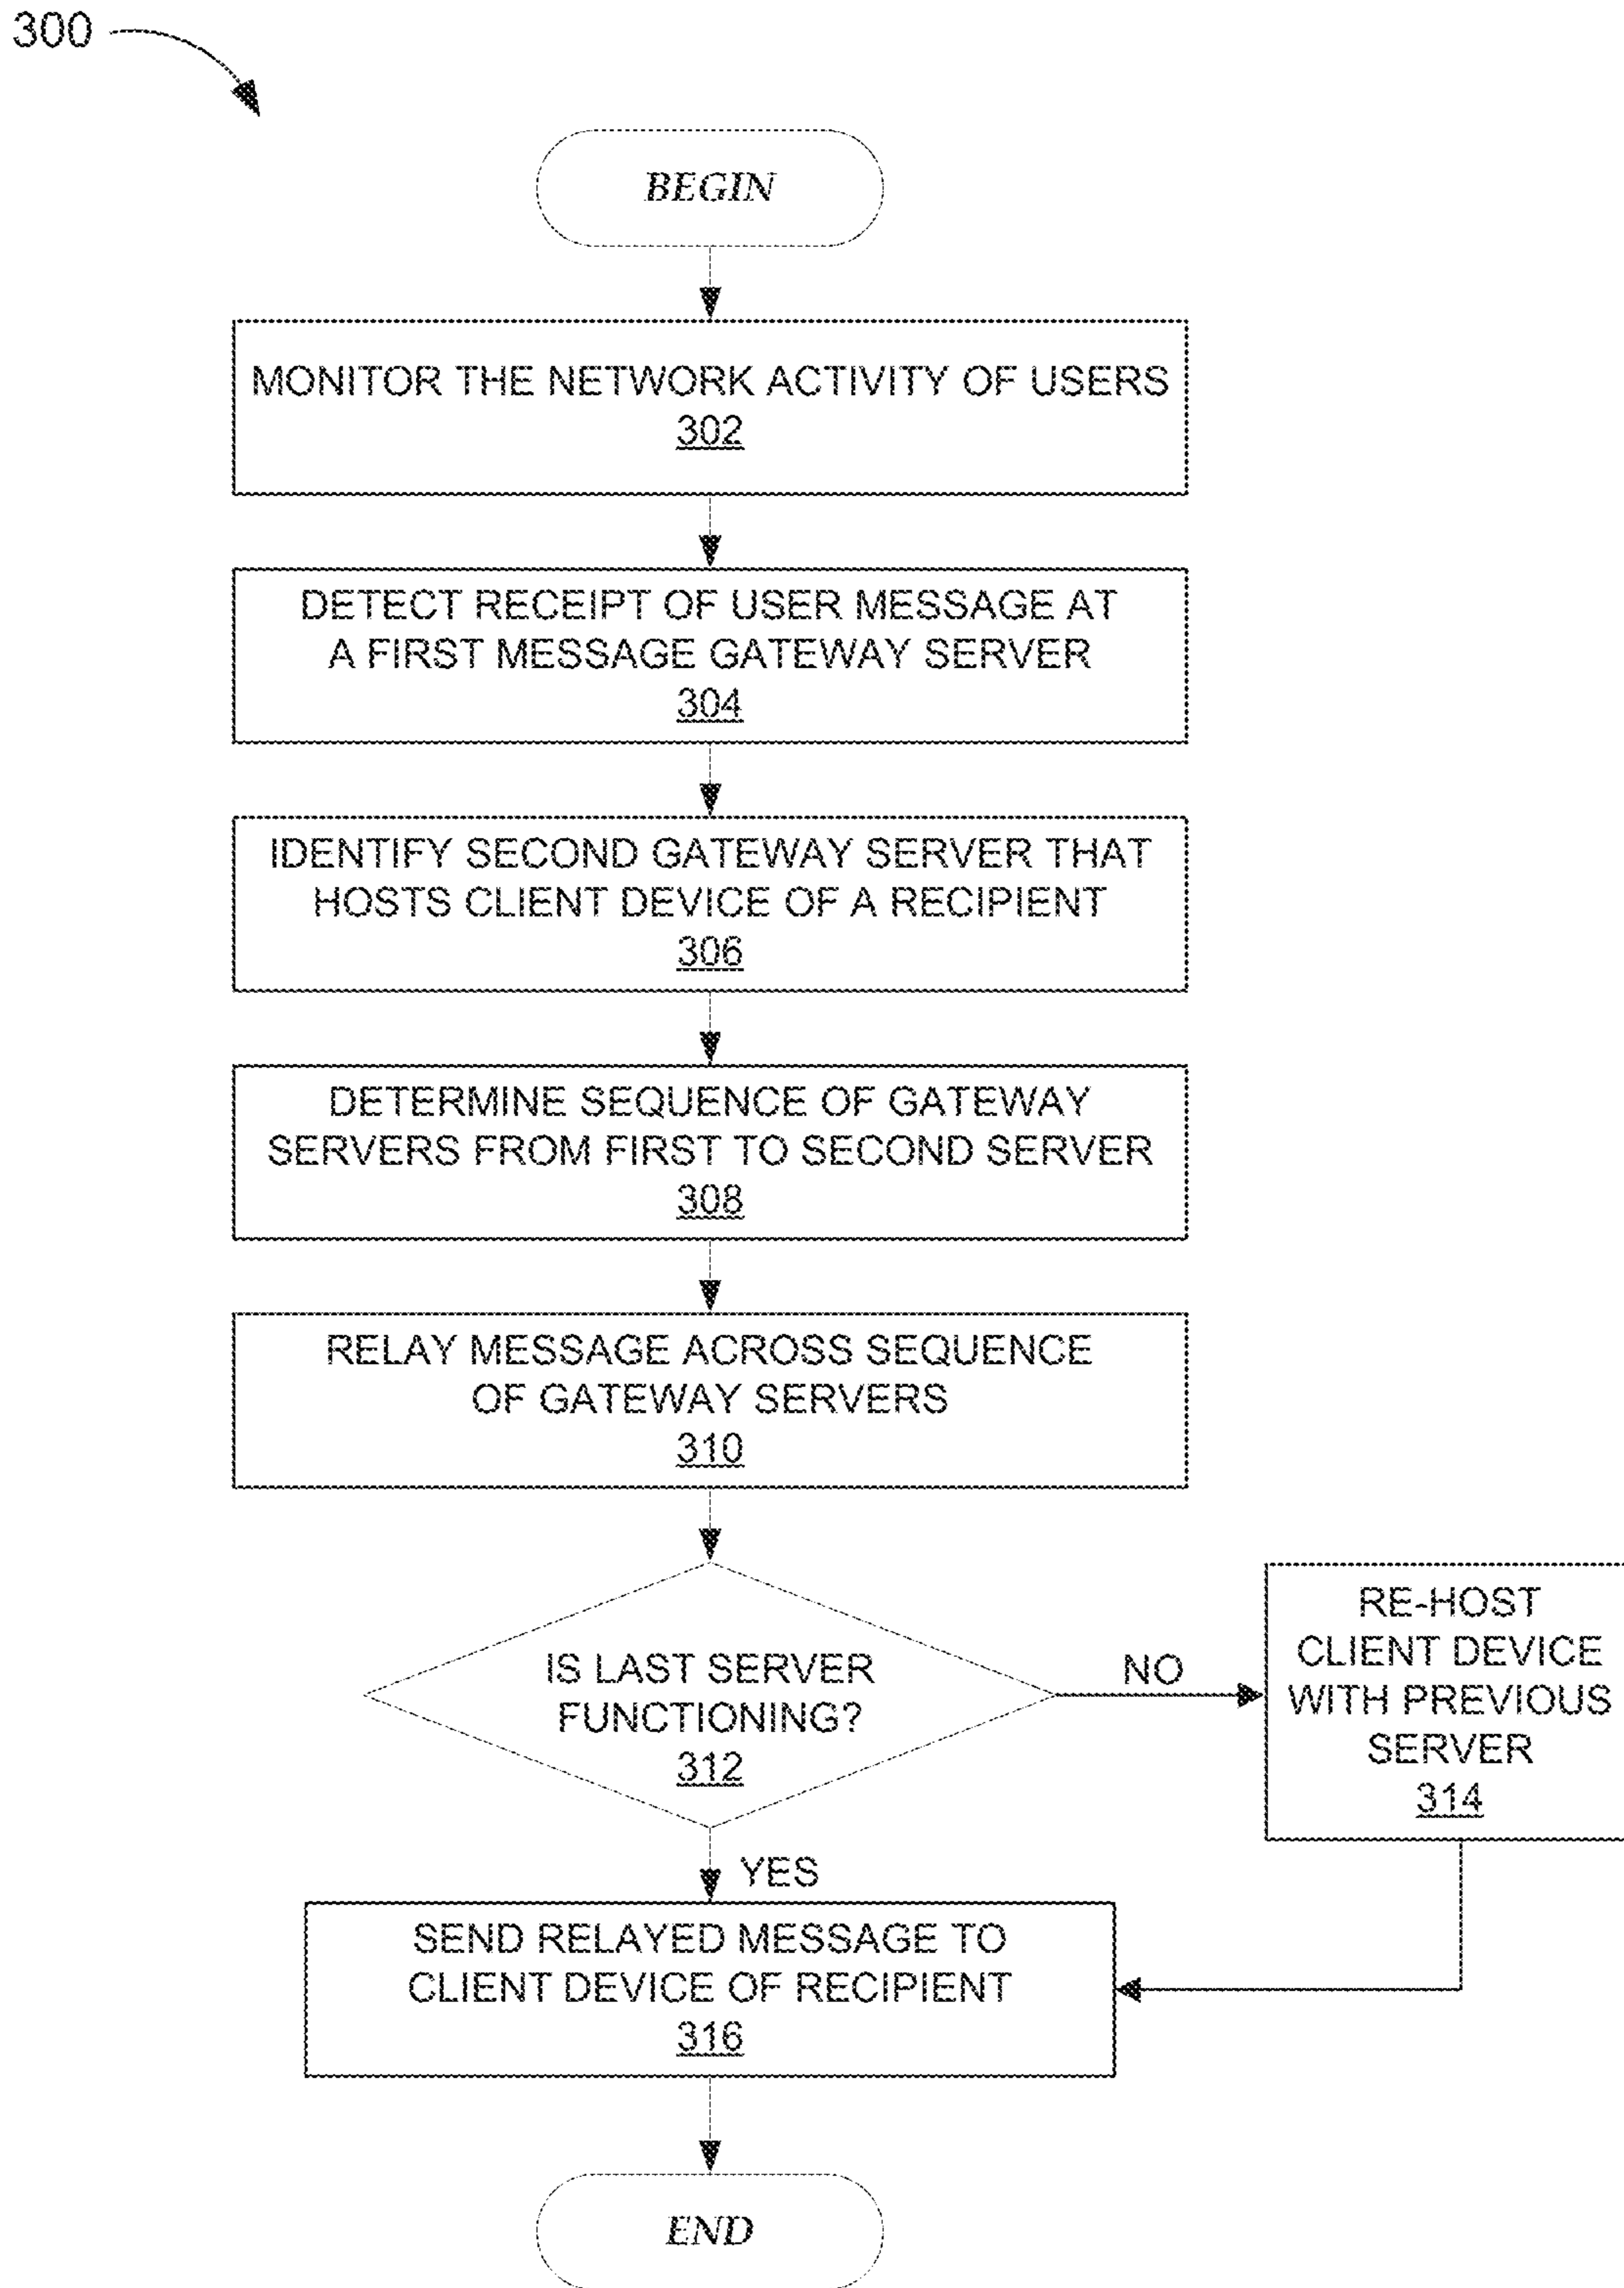 300
BEGIN
MONITOR THE NETWORK ACTIVITY OF USERS
302
DETECT RECEIPT OF USER MESSAGE AT
A FIRST MESSAGE GATEWAY SERVER
304
IDENTIFY SECOND GATEWAY SERVER THAT
HOSTS CLIENT DEVICE OF A RECIPIENT
306
DETERMINE SEQUENCE OF GATEWAY
SERVERS FROM FIRST TO SECOND SERVER
308
RELAY MESSAGE ACROSS SEQUENCE
OF GATEWAY SERVERS
310
IS LAST SERVER
FUNCTIONING?
312
NO
RE-HOST
CLIENT DEVICE
WITH PREVIOUS
SERVER
314
YES
SEND RELAYED MESSAGE TO
CLIENT DEVICE OF RECIPIENT
316
END